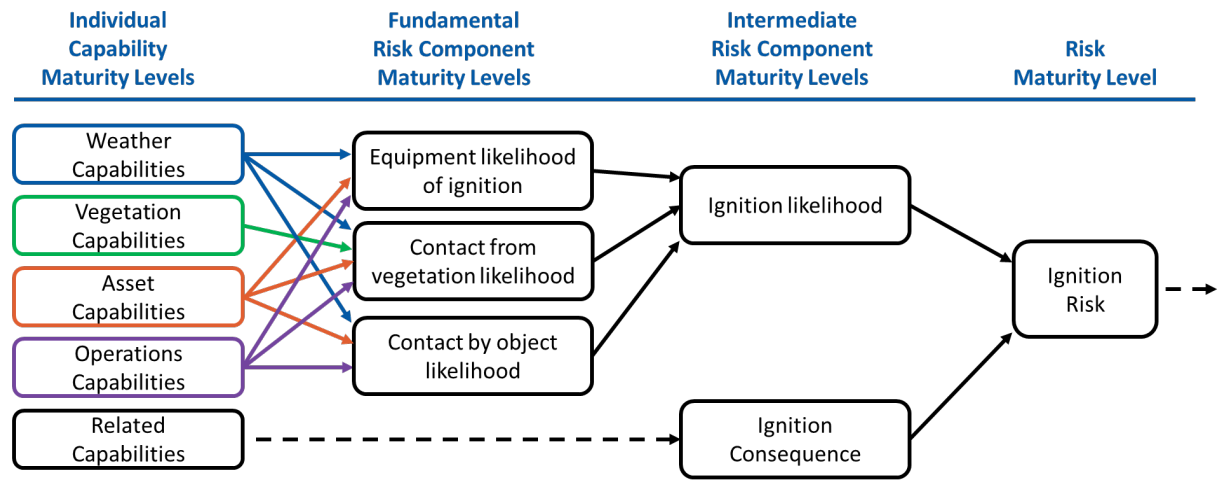 Individual
Capability
Maturity Levels
Fundamental
Risk Component
Maturity Levels
Intermediate
Risk Component
Maturity Levels
Risk
Maturity Level
Weather
Capabilities
Vegetation
Capabilities
Asset
Capabilities
Operations
Capabilities
Related
Capabilities
Equipment likelihood
of ignition
Contact from
vegetation likelihood
Contact by object
likelihood
Ignition likelihood
Ignition
Consequence
Ignition
Risk